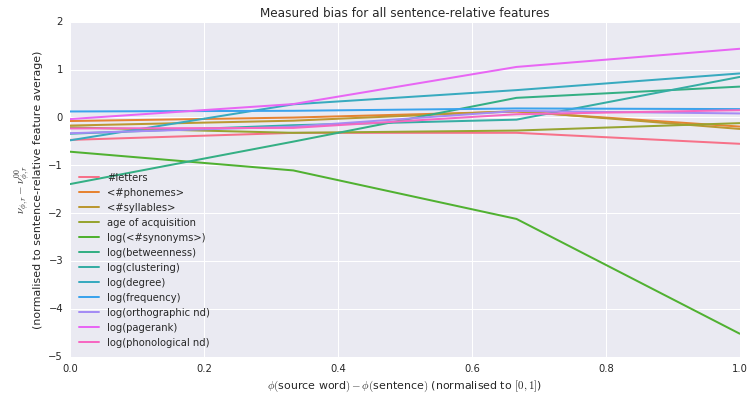 Measured bias for all sentence-relative features
2
1
0
−1
−2
−3
−4
−5
ν_{ϕ,r} − ν^{00}_{ϕ,r}
(normalised to sentence-relative feature average)
#letters
<#phonemes>
<#syllables>
age of acquisition
log(<#synonyms>)
log(betweenness)
log(clustering)
log(degree)
log(frequency)
log(orthographic nd)
log(pagerank)
log(phonological nd)
0.0 0.2 0.4 0.6 0.8 1.0
ϕ(source word) − ϕ(sentence) (normalised to [0, 1])